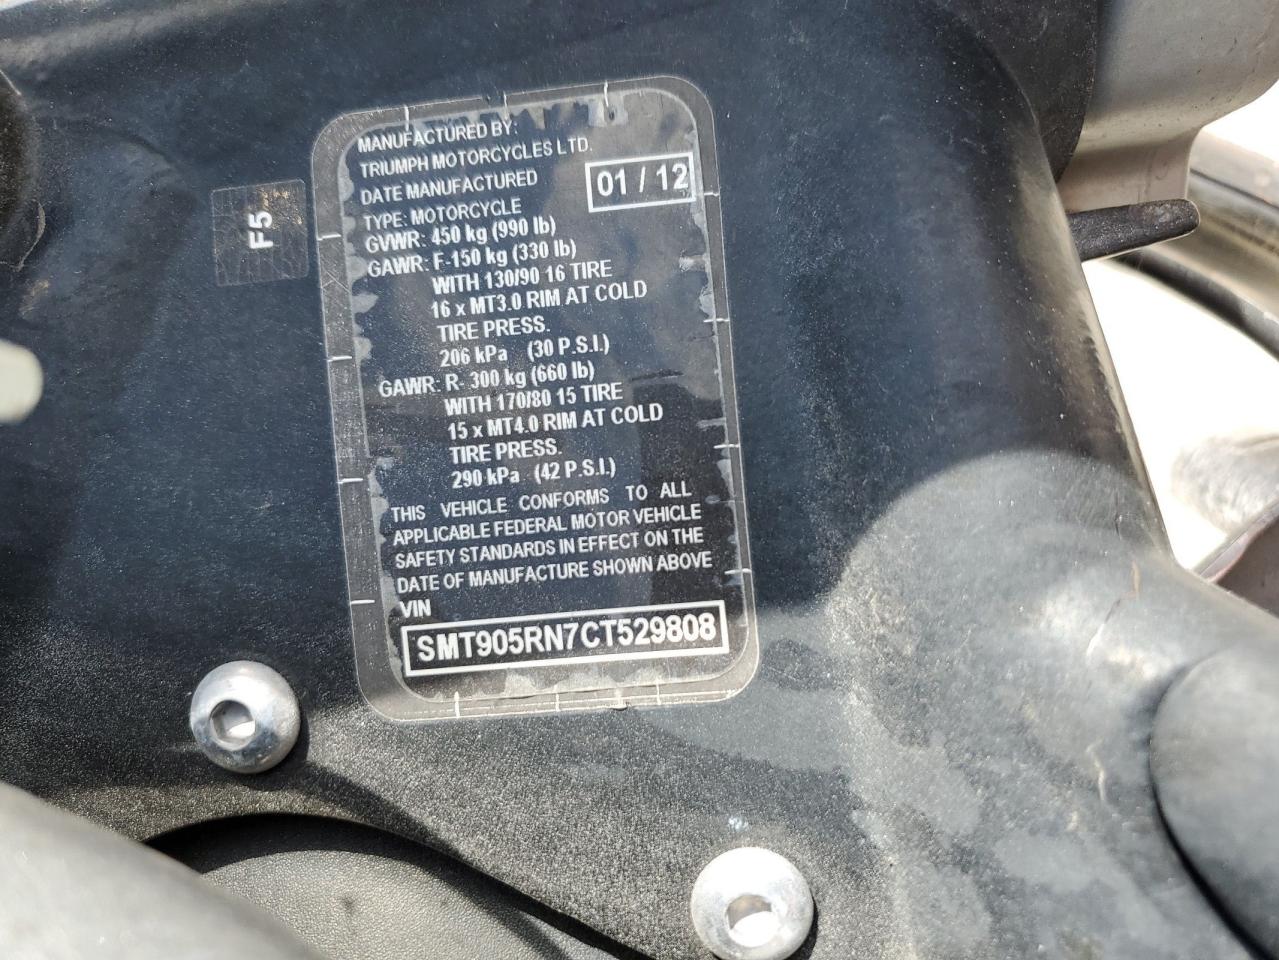 MANUFACTURED BY:
TRIUMPH MOTORCYCLES LTD.
DATE MANUFACTURED 01 / 12
TYPE: MOTORCYCLE
GVWR: 450 kg (990 lb)
GAWR: F-150 kg (330 lb)
WITH 130/90 16 TIRE
16 x MT3.0 RIM AT COLD
TIRE PRESS.
206 kPa (30 P.S.I.)
GAWR: R- 300 kg (660 lb)
WITH 170/80 15 TIRE
15 x MT4.0 RIM AT COLD
TIRE PRESS.
290 kPa (42 P.S.I.)
THIS VEHICLE CONFORMS TO ALL
APPLICABLE FEDERAL MOTOR VEHICLE
SAFETY STANDARDS IN EFFECT ON THE
DATE OF MANUFACTURE SHOWN ABOVE
VIN
SMT905RN7CT529808
F5